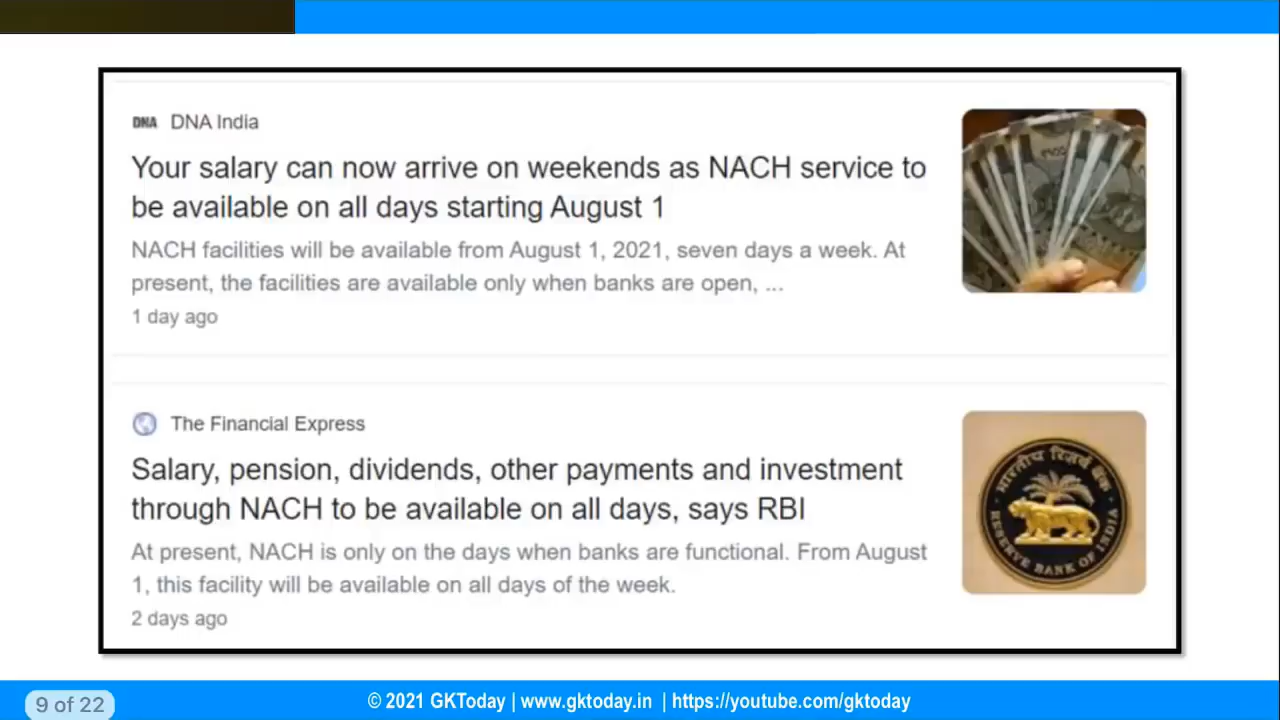 DNA DNA India
Your salary can now arrive on weekends as NACH service to
be available on all days starting August 1
NACH facilities will be available from August 1, 2021, seven days a week. At
present, the facilities are available only when banks are open, ...
1 day ago
The Financial Express
Salary, pension, dividends, other payments and investment
through NACH to be available on all days, says RBI
At present, NACH is only on the days when banks are functional. From August
1, this facility will be available on all days of the week.
2 days ago
भारतीय रिज़र्व बैंक
RESERVE BANK OF INDIA
9 of 22
© 2021 GKToday | www.gktoday.in | https://youtube.com/gktoday